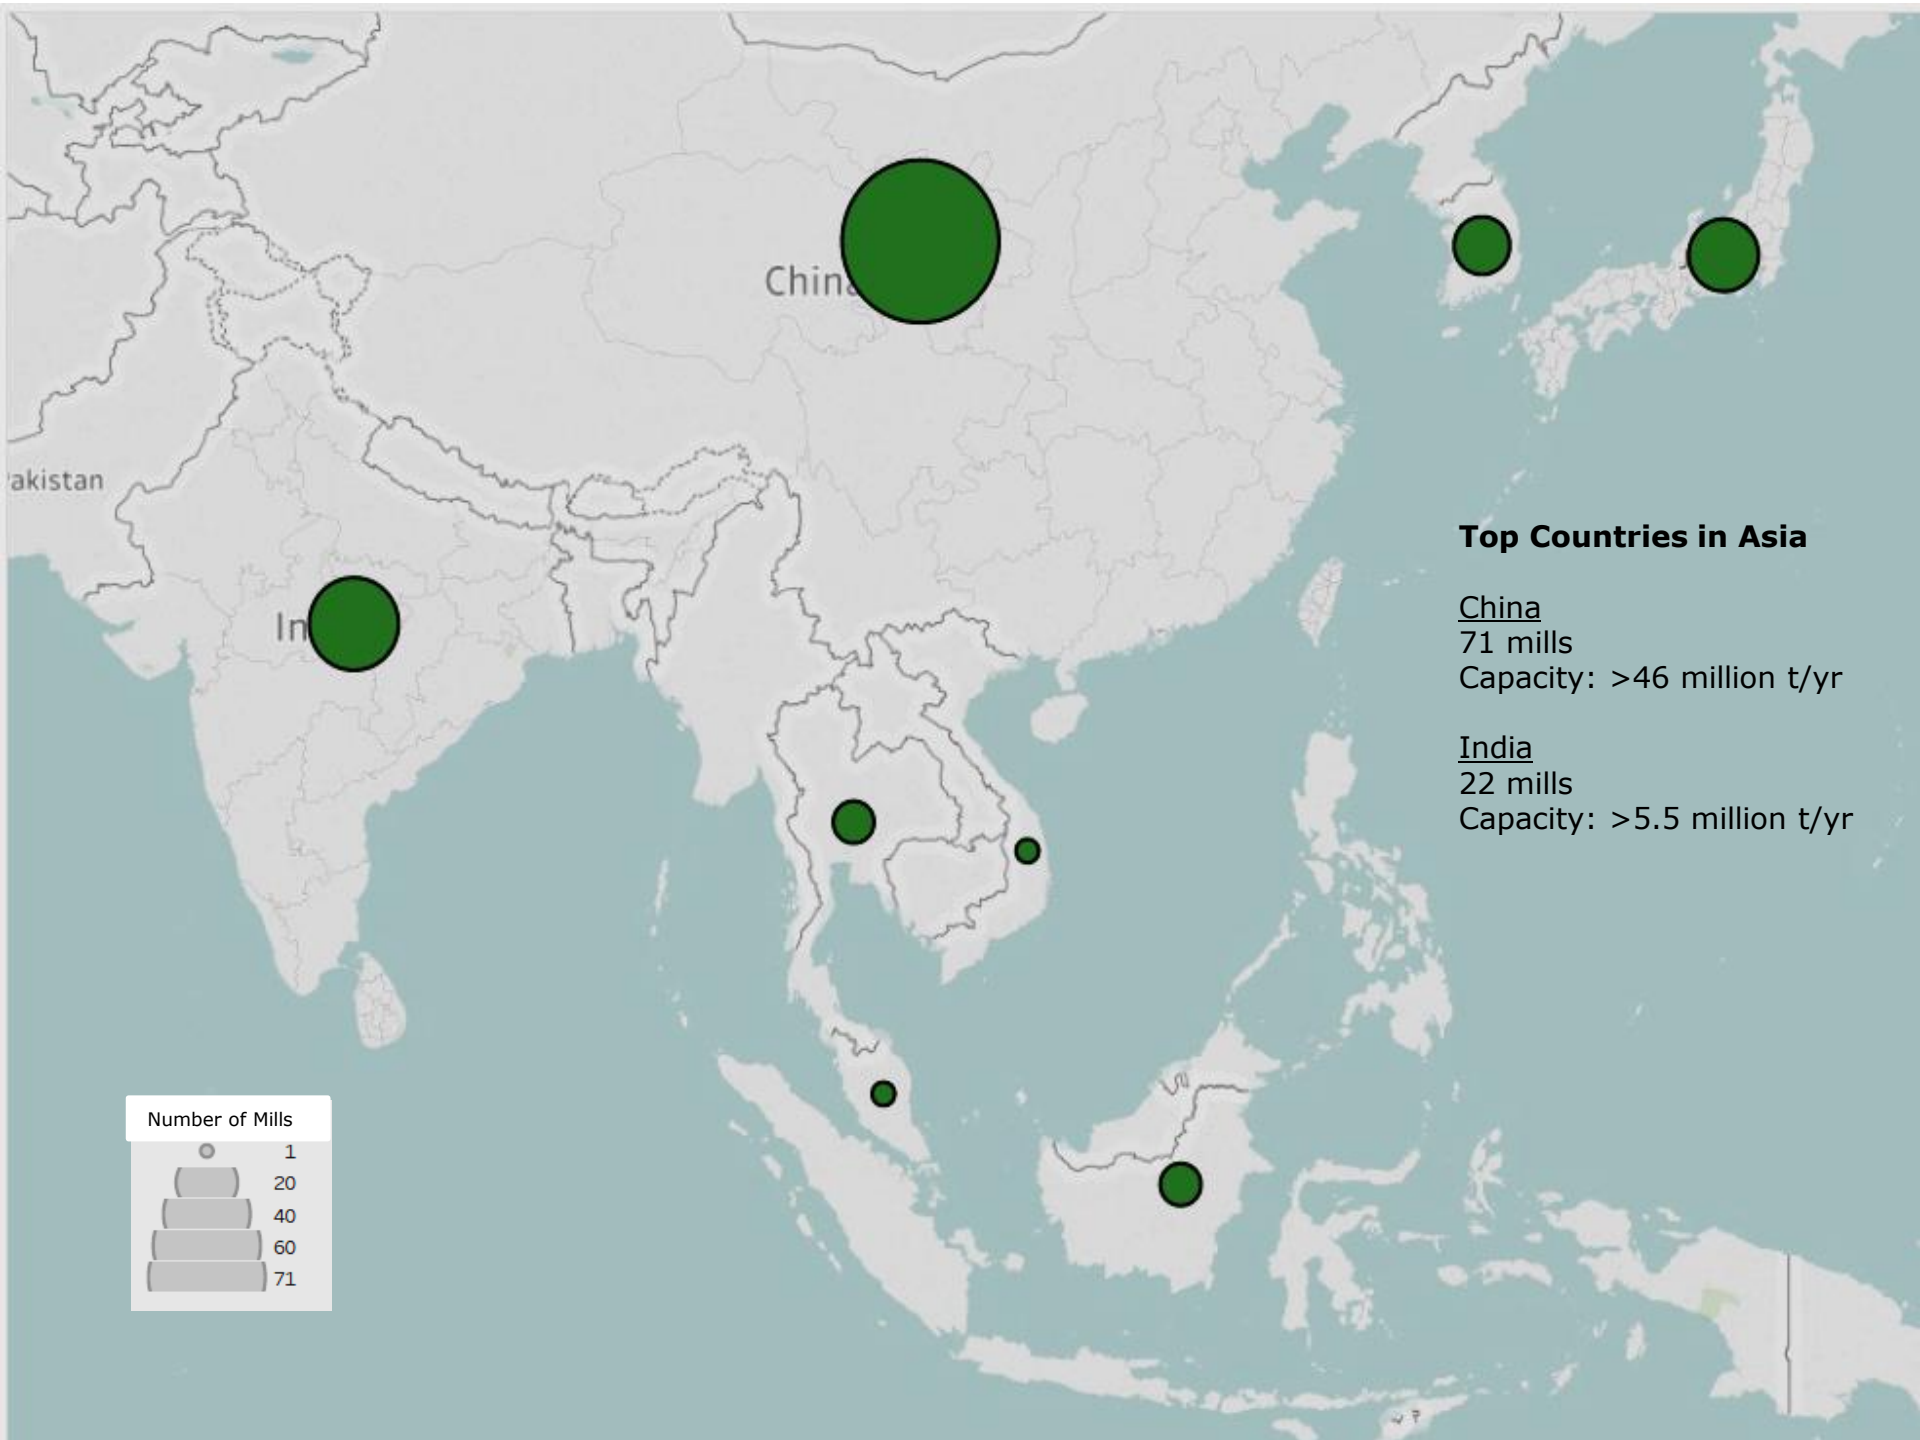 Chin
akistan
In
Top Countries in Asia
China
71 mills
Capacity: >46 million t/yr
India
22 mills
Capacity: >5.5 million t/yr
Number of Mills
1
20
40
60
71